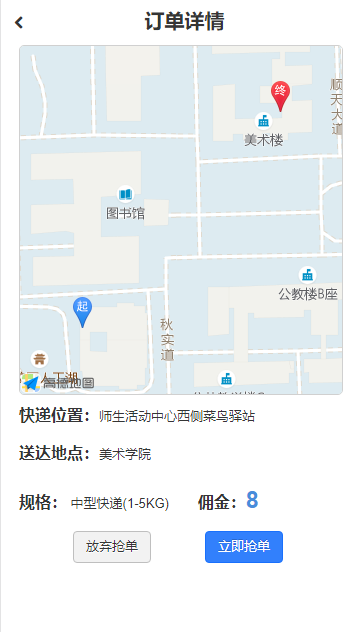 订单详情
终
顺天大道
美术楼
图书馆
公教楼B座
起
秋实道
人工湖
高德地图
快递位置：师生活动中心西侧菜鸟驿站
送达地点：美术学院
规格：中型快递(1-5KG) 佣金：8
放弃抢单 立即抢单